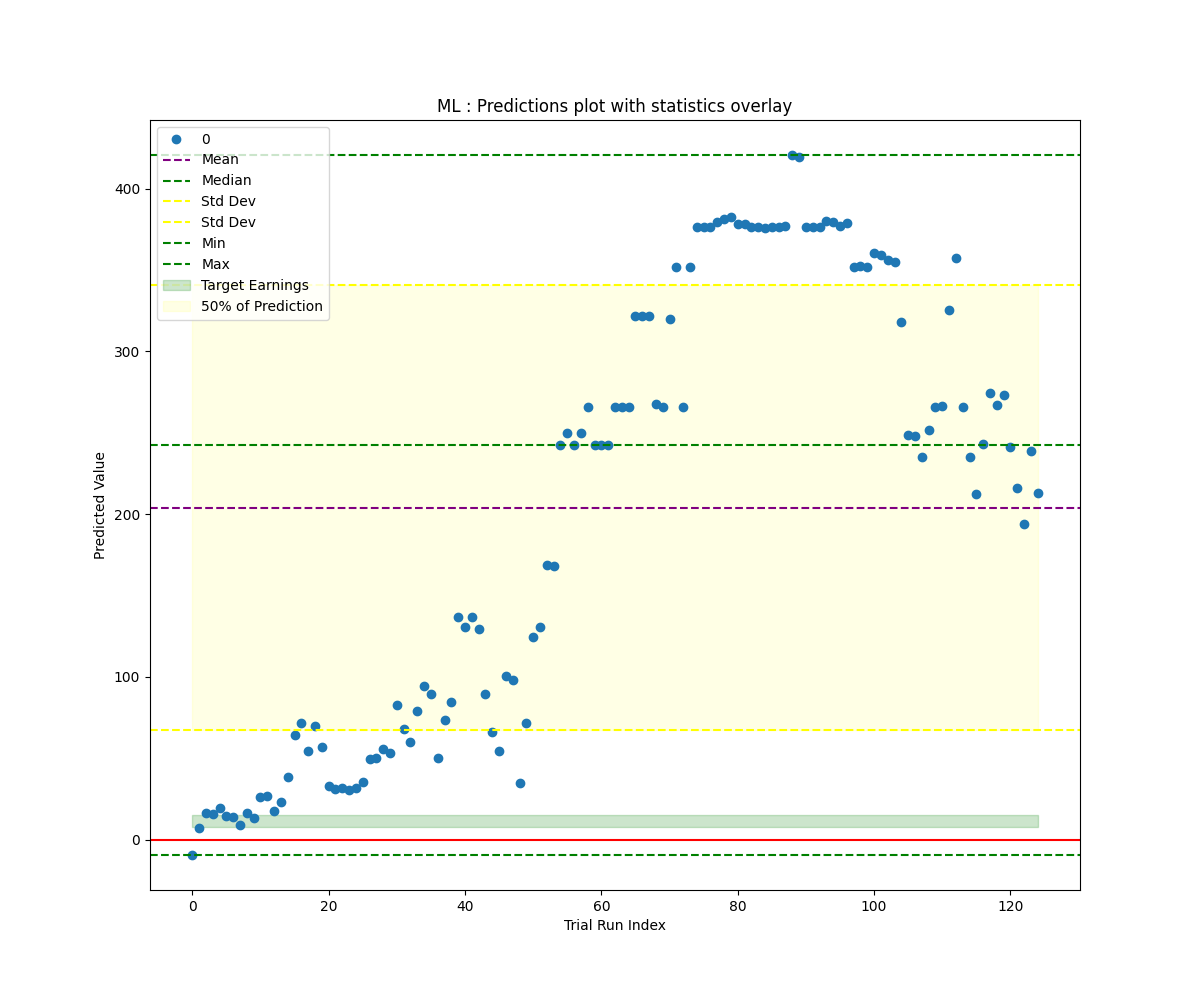 ML : Predictions plot with statistics overlay
0
Mean
Median
Std Dev
Std Dev
Min
Max
Target Earnings
50% of Prediction
400
300
200
100
0
Predicted Value
0 20 40 60 80 100 120
Trial Run Index